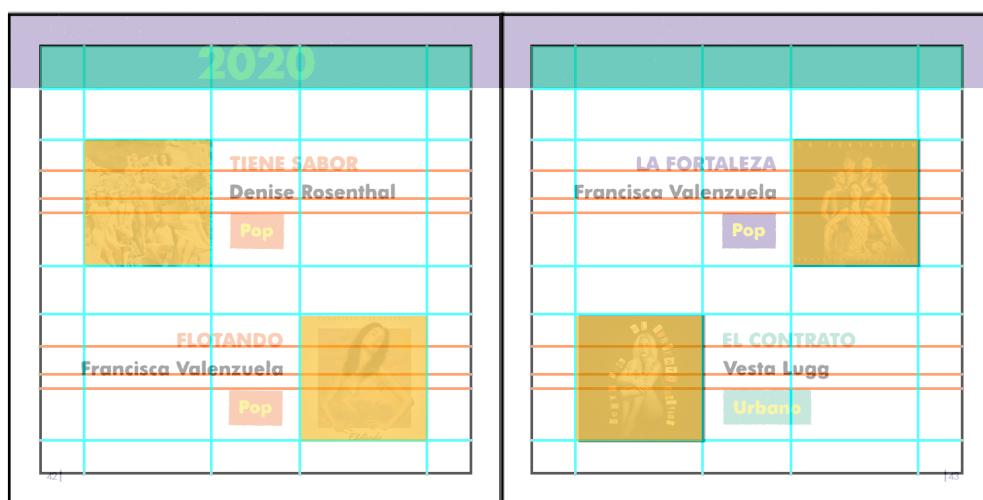 2020
TIENE SABOR
Denise Rosenthal
Pop
FLOTANDO
Francisca Valenzuela
Pop
42
LA FORTALEZA
Francisca Valenzuela
Pop
EL CONTRATO
Vesta Lugg
Urbano
43